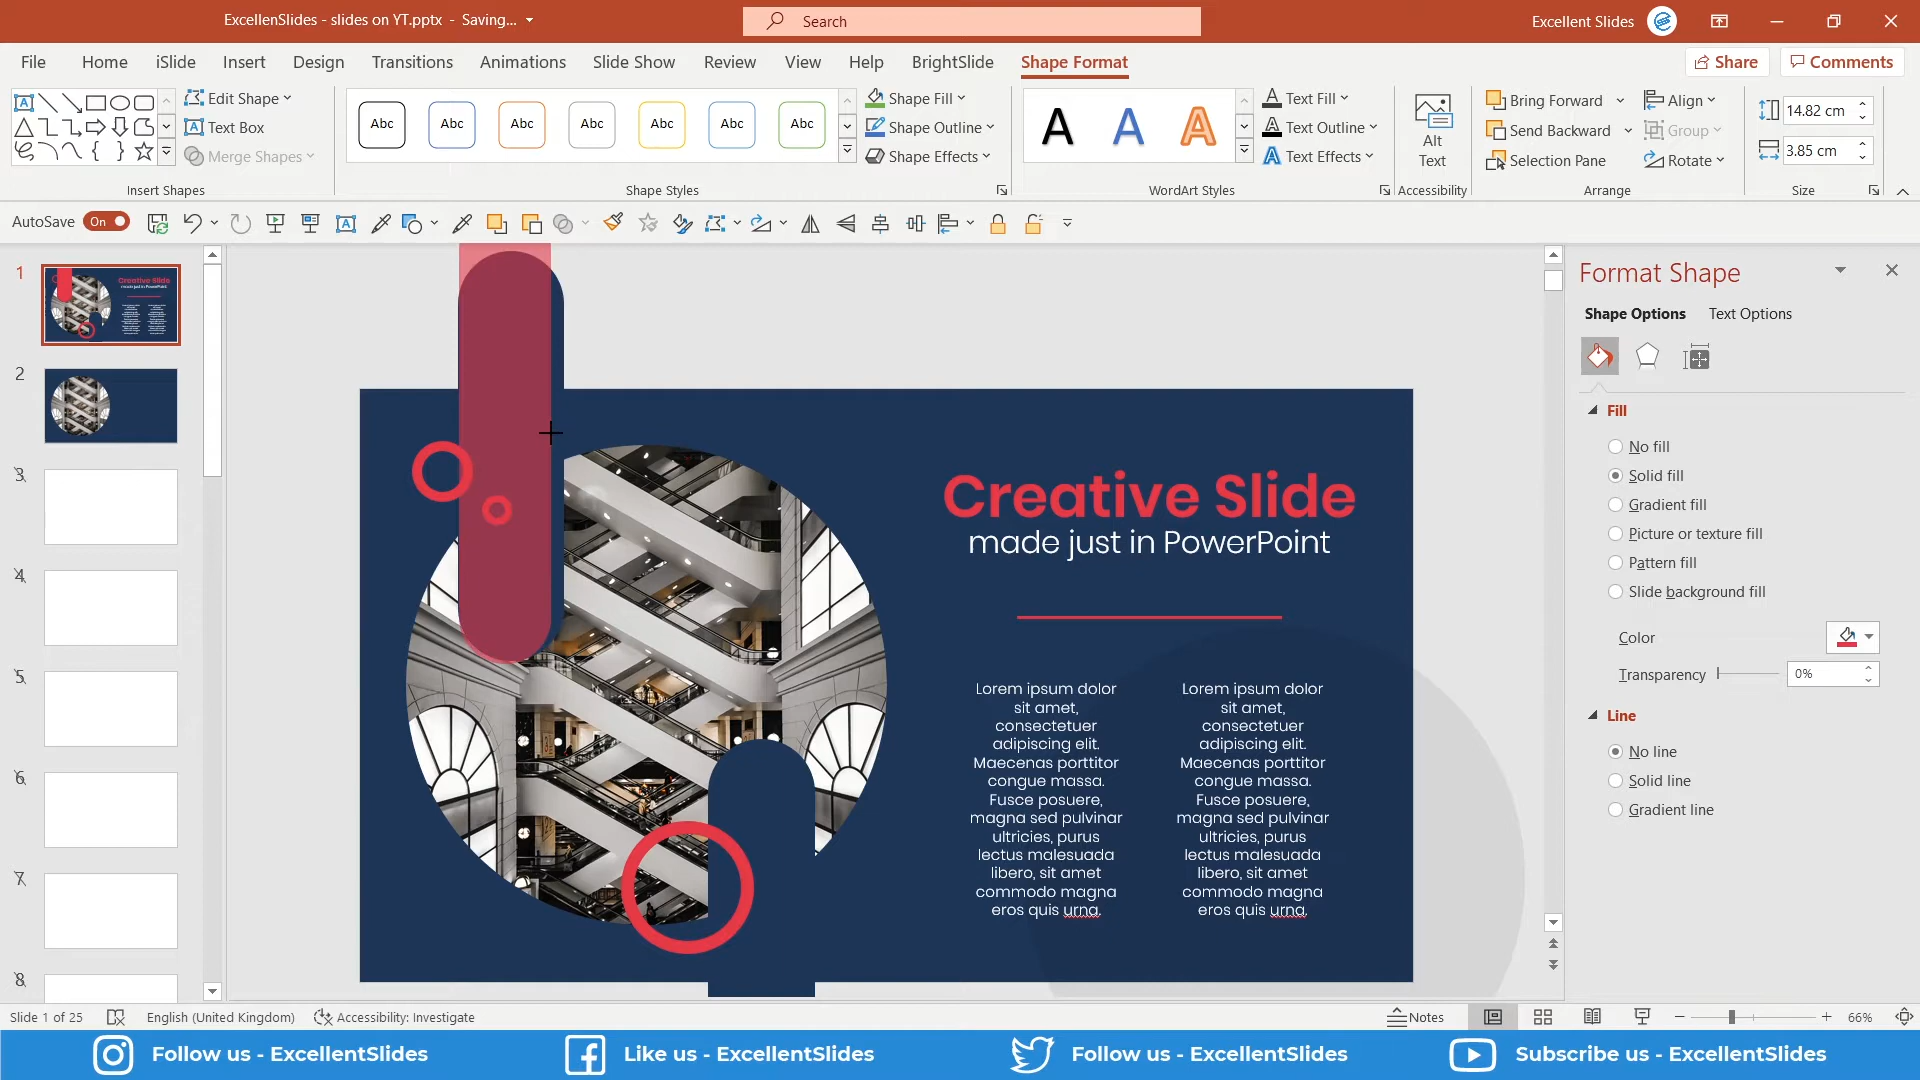 ExcellenSlides - slides on YT.pptx - Saving...
Search
Excellent Slides
File
Home
iSlide
Insert
Design
Transitions
Animations
Slide Show
Review
View
Help
BrightSlide
Shape Format
Share
Comments
Edit Shape
Text Box
Merge Shapes
Insert Shapes
Abc
Abc
Abc
Abc
Abc
Abc
Abc
Shape Styles
Shape Fill
Shape Outline
Shape Effects
A
A
A
WordArt Styles
Text Fill
Text Outline
Text Effects
Alt
Text
Accessibility
Bring Forward
Send Backward
Selection Pane
Align
Group
Rotate
Arrange
14.82 cm
3.85 cm
Size
AutoSave
On
1
2
3
4
5
6
7
8
Creative Slide
made just in PowerPoint
Lorem ipsum dolor
sit amet,
consectetuer
adipiscing elit.
Maecenas porttitor
congue massa.
Fusce posuere,
magna sed pulvinar
ultricies, purus
lectus malesuada
libero, sit amet
commodo magna
eros quis urna.
Lorem ipsum dolor
sit amet,
consectetuer
adipiscing elit.
Maecenas porttitor
congue massa.
Fusce posuere,
magna sed pulvinar
ultricies, purus
lectus malesuada
libero, sit amet
commodo magna
eros quis urna.
Format Shape
Shape Options
Text Options
Fill
No fill
Solid fill
Gradient fill
Picture or texture fill
Pattern fill
Slide background fill
Color
Transparency
0%
Line
No line
Solid line
Gradient line
Slide 1 of 25
English (United Kingdom)
Accessibility: Investigate
Notes
66%
Follow us - ExcellentSlides
Like us - ExcellentSlides
Follow us - ExcellentSlides
Subscribe us - ExcellentSlides